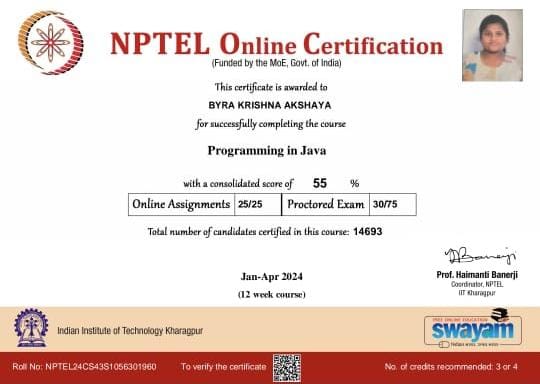 NPTEL Online Certification
(Funded by the MoE, Govt. of India)
This certificate is awarded to
BYRA KRISHNA AKSHAYA
for successfully completing the course
Programming in Java
with a consolidated score of 55 %
Online Assignments 25/25 Proctored Exam 30/75
Total number of candidates certified in this course: 14693
Jan-Apr 2024
(12 week course)
Prof. Haimanti Banerji
Coordinator, NPTEL
IIT Kharagpur
Indian Institute of Technology Kharagpur
FREE ONLINE EDUCATION
swayam
शिक्षित भारत, उन्नत भारत
Roll No: NPTEL24CS43S1056301960 To verify the certificate No. of credits recommended: 3 or 4